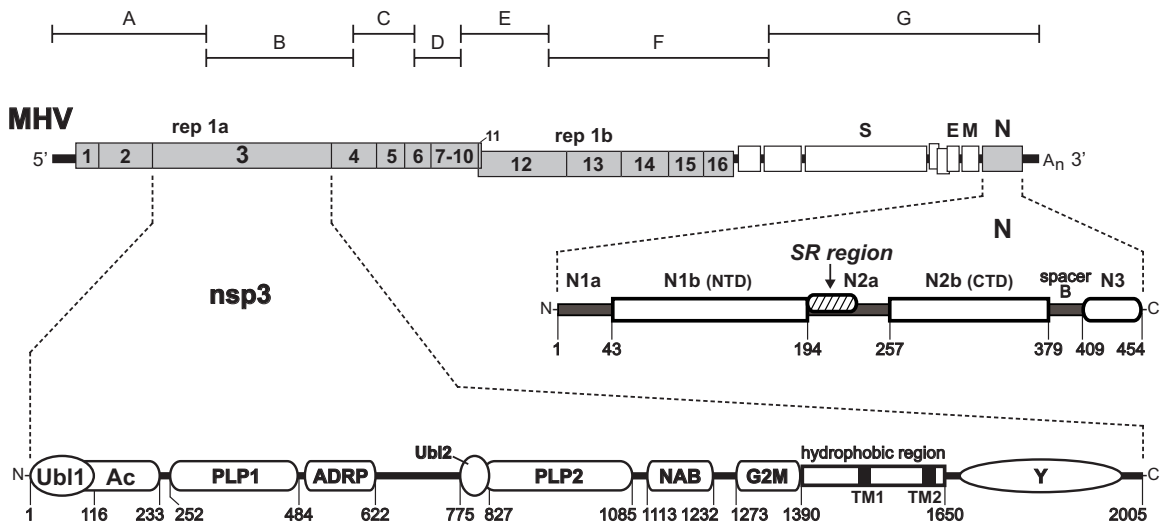 A C E G
B D F
MHV
rep 1a 11 rep 1b S E M N
5' 1 2 3 4 5 6 7-10 12 13 14 15 16 An 3'
N
SR region
nsp3
N1a N1b (NTD) N2a N2b (CTD) spacer B N3
N- -C
1 43 194 257 379 409 454
Ubl2 hydrophobic region
N- Ubl1 Ac PLP1 ADRP PLP2 NAB G2M Y -C
TM1 TM2
1 116 233 252 484 622 775 827 1085 1113 1232 1273 1390 1650 2005